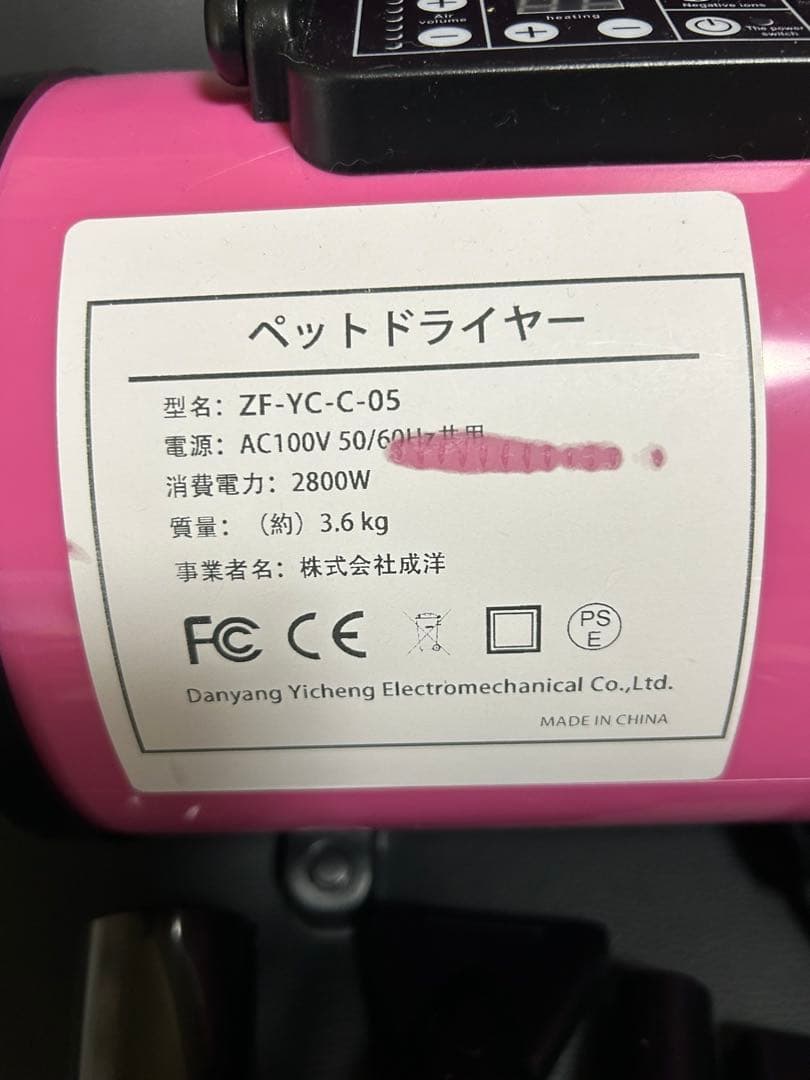 Air
volume
heating
Negative ions
The power
switch
ペットドライヤー
型名：ZF-YC-C-05
電源：AC100V 50/60Hz共用
消費電力：2800W
質量：（約）3.6 kg
事業者名：株式会社成洋
FC CE PS
E
Danyang Yicheng Electromechanical Co.,Ltd.
MADE IN CHINA